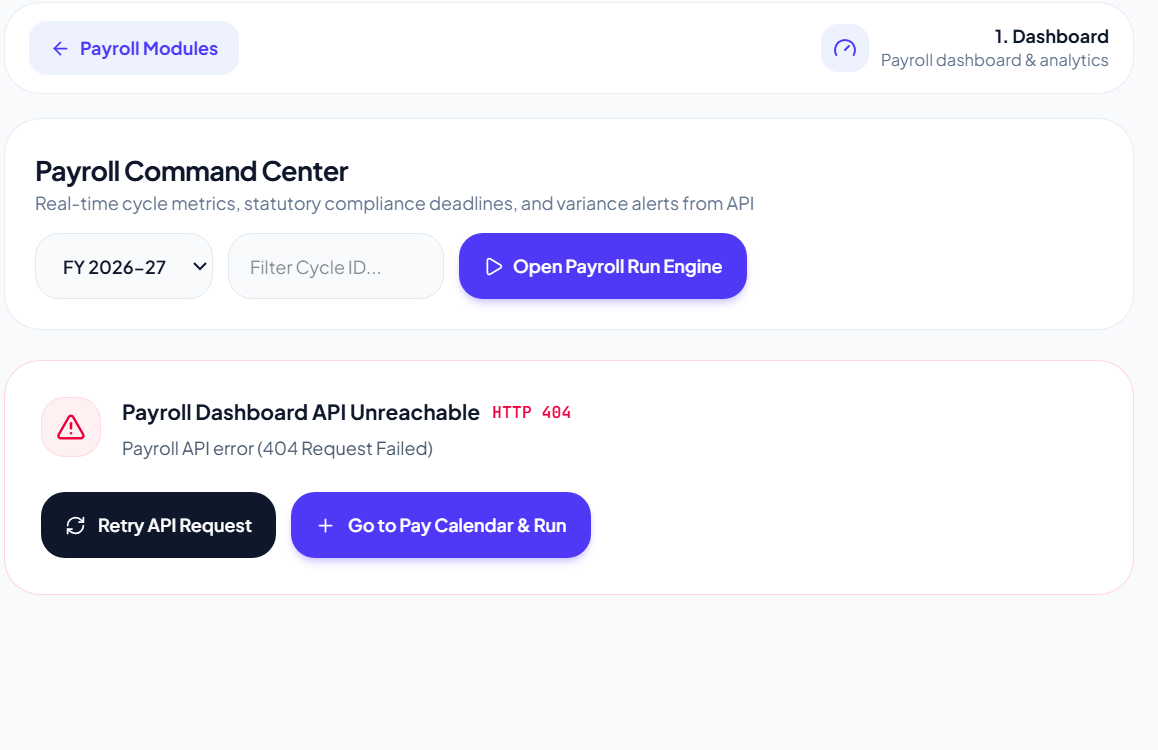 Payroll Modules
1. Dashboard
Payroll dashboard & analytics
Payroll Command Center
Real-time cycle metrics, statutory compliance deadlines, and variance alerts from API
FY 2026-27
Filter Cycle ID...
Open Payroll Run Engine
Payroll Dashboard API Unreachable HTTP 404
Payroll API error (404 Request Failed)
Retry API Request
Go to Pay Calendar & Run